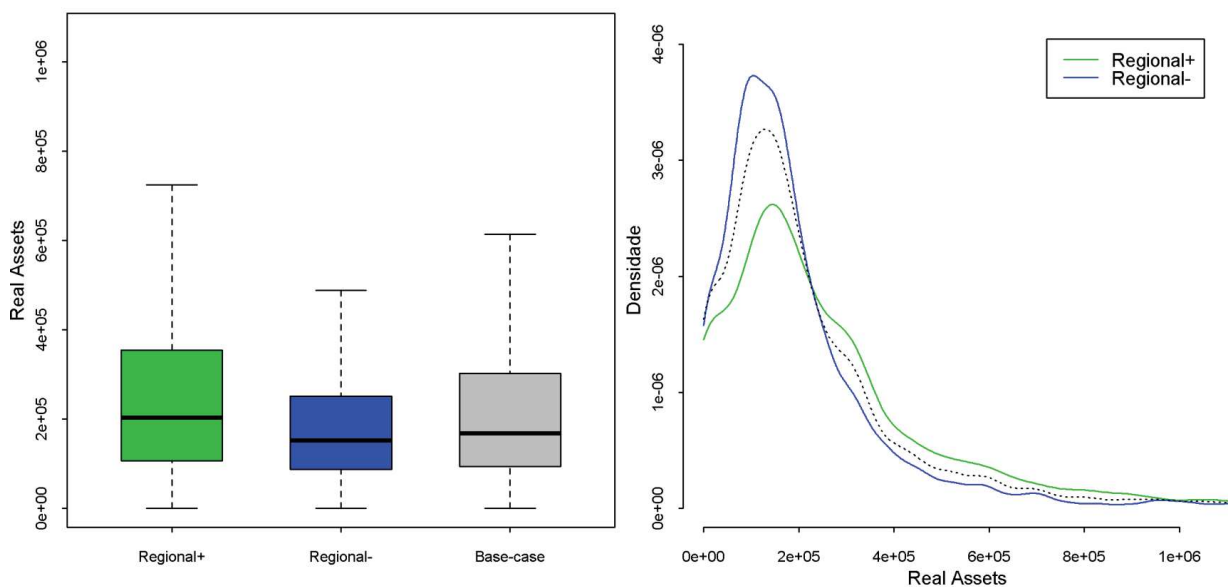 Real Assets
0e+00
2e+05
4e+05
6e+05
8e+05
1e+06
Regional+
Regional-
Base-case
Densidade
0e+00
1e-06
2e-06
3e-06
4e-06
Regional+
Regional-
0e+00
2e+05
4e+05
6e+05
8e+05
1e+06
Real Assets